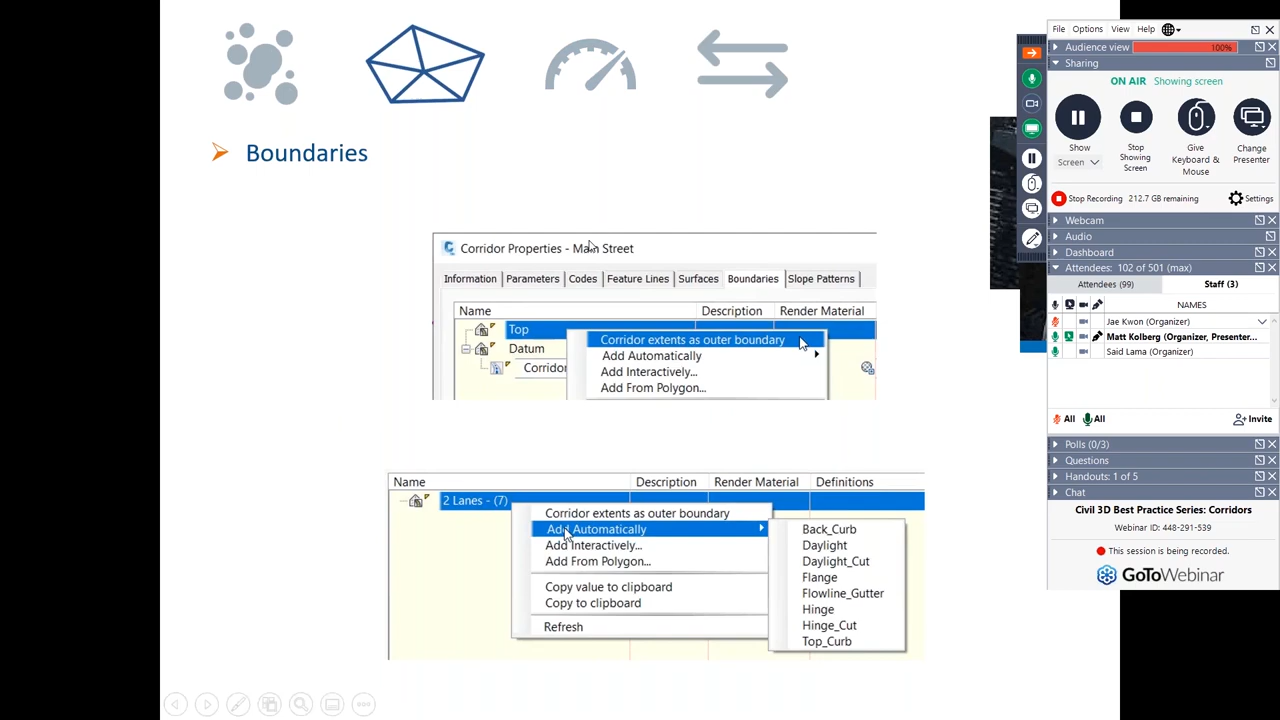 Boundaries
Corridor Properties - Main Street
Information
Parameters
Codes
Feature Lines
Surfaces
Boundaries
Slope Patterns
Name
Description
Render Material
Top
Datum
Corridor
Corridor extents as outer boundary
Add Automatically
Add Interactively...
Add From Polygon...
Name
Description
Render Material
Definitions
2 Lanes - (7)
Corridor extents as outer boundary
Add Automatically
Add Interactively...
Add From Polygon...
Copy value to clipboard
Copy to clipboard
Refresh
Back_Curb
Daylight
Daylight_Cut
Flange
Flowline_Gutter
Hinge
Hinge_Cut
Top_Curb
File Options View Help
Audience view 100%
Sharing
ON AIR Showing screen
Show
Screen
Stop
Showing
Screen
Give
Keyboard &
Mouse
Change
Presenter
Stop Recording 212.7 GB remaining
Settings
Webcam
Audio
Dashboard
Attendees: 102 of 501 (max)
Attendees (99)
Staff (3)
NAMES
Jae Kwon (Organizer)
Matt Kolberg (Organizer, Presenter...
Said Lama (Organizer)
All All
Invite
Polls (0/3)
Questions
Handouts: 1 of 5
Chat
Civil 3D Best Practice Series: Corridors
Webinar ID: 448-291-539
This session is being recorded.
GoToWebinar